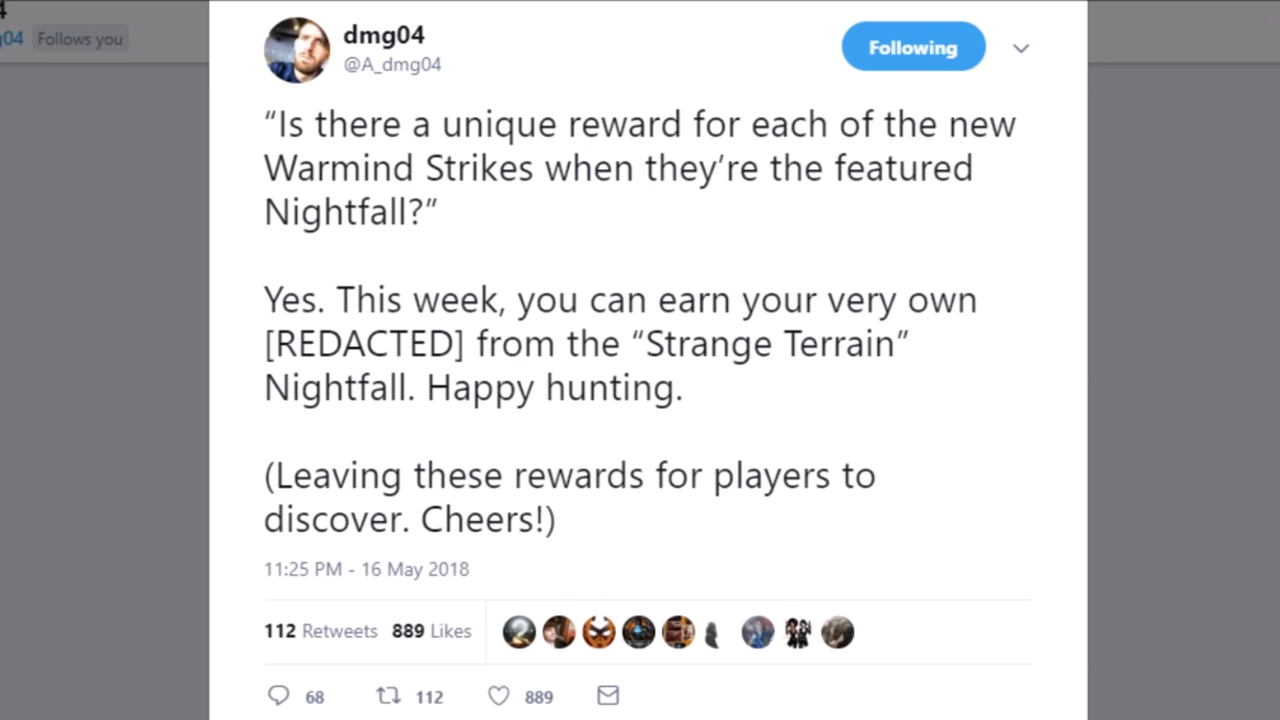 4
g04 Follows you
dmg04
@A_dmg04
Following
“Is there a unique reward for each of the new
Warmind Strikes when they’re the featured
Nightfall?”
Yes. This week, you can earn your very own
[REDACTED] from the “Strange Terrain”
Nightfall. Happy hunting.
(Leaving these rewards for players to
discover. Cheers!)
11:25 PM - 16 May 2018
112 Retweets 889 Likes
68 112 889